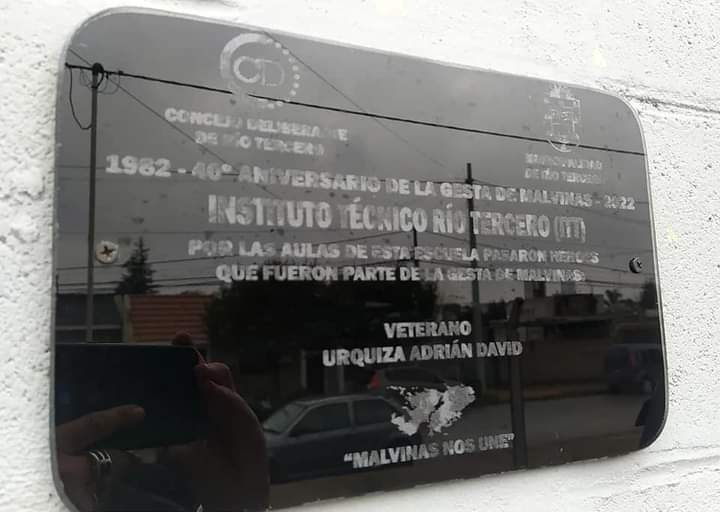 CD
CONCEJO DELIBERANTE
DE RÍO TERCERO
MUNICIPALIDAD
DE RÍO TERCERO
1982 - 40º ANIVERSARIO DE LA GESTA DE MALVINAS - 2022
INSTITUTO TÉCNICO RÍO TERCERO (ITT)
POR LAS AULAS DE ESTA ESCUELA PASARON HEROES
QUE FUERON PARTE DE LA GESTA DE MALVINAS:
VETERANO
URQUIZA ADRIÁN DAVID
"MALVINAS NOS UNE"